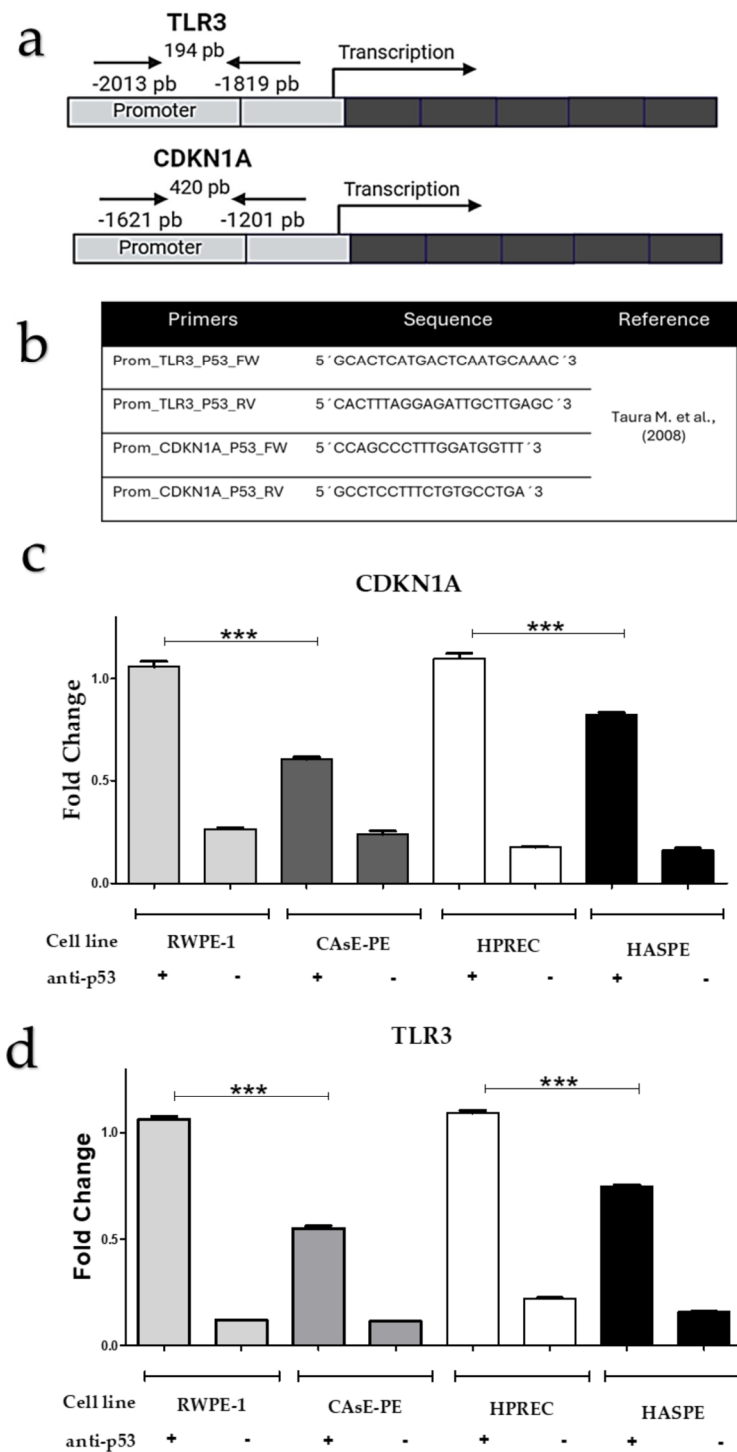 a
TLR3
194 pb
-2013 pb -1819 pb
Transcription
Promoter
CDKN1A
420 pb
-1621 pb -1201 pb
Transcription
Promoter
b
Primers Sequence Reference
Prom_TLR3_P53_FW 5´GCACTCATGACTCAATGCAAAC´3
Prom_TLR3_P53_RV 5´CACTTTAGGAGATTGCTTGAGC´3
Taura M. et al.,
(2008)
Prom_CDKN1A_P53_FW 5´CCAGCCCTTTGGATGGTTT´3
Prom_CDKN1A_P53_RV 5´GCCTCCTTTCTGTGCCTGA´3
c
CDKN1A
*** ***
Fold Change
1.0
0.5
0.0
Cell line RWPE-1 CAsE-PE HPREC HASPE
anti-p53 + - + - + - + -
d
TLR3
*** ***
Fold Change
1.0
0.5
0.0
Cell line RWPE-1 CAsE-PE HPREC HASPE
anti-p53 + - + - + - + -